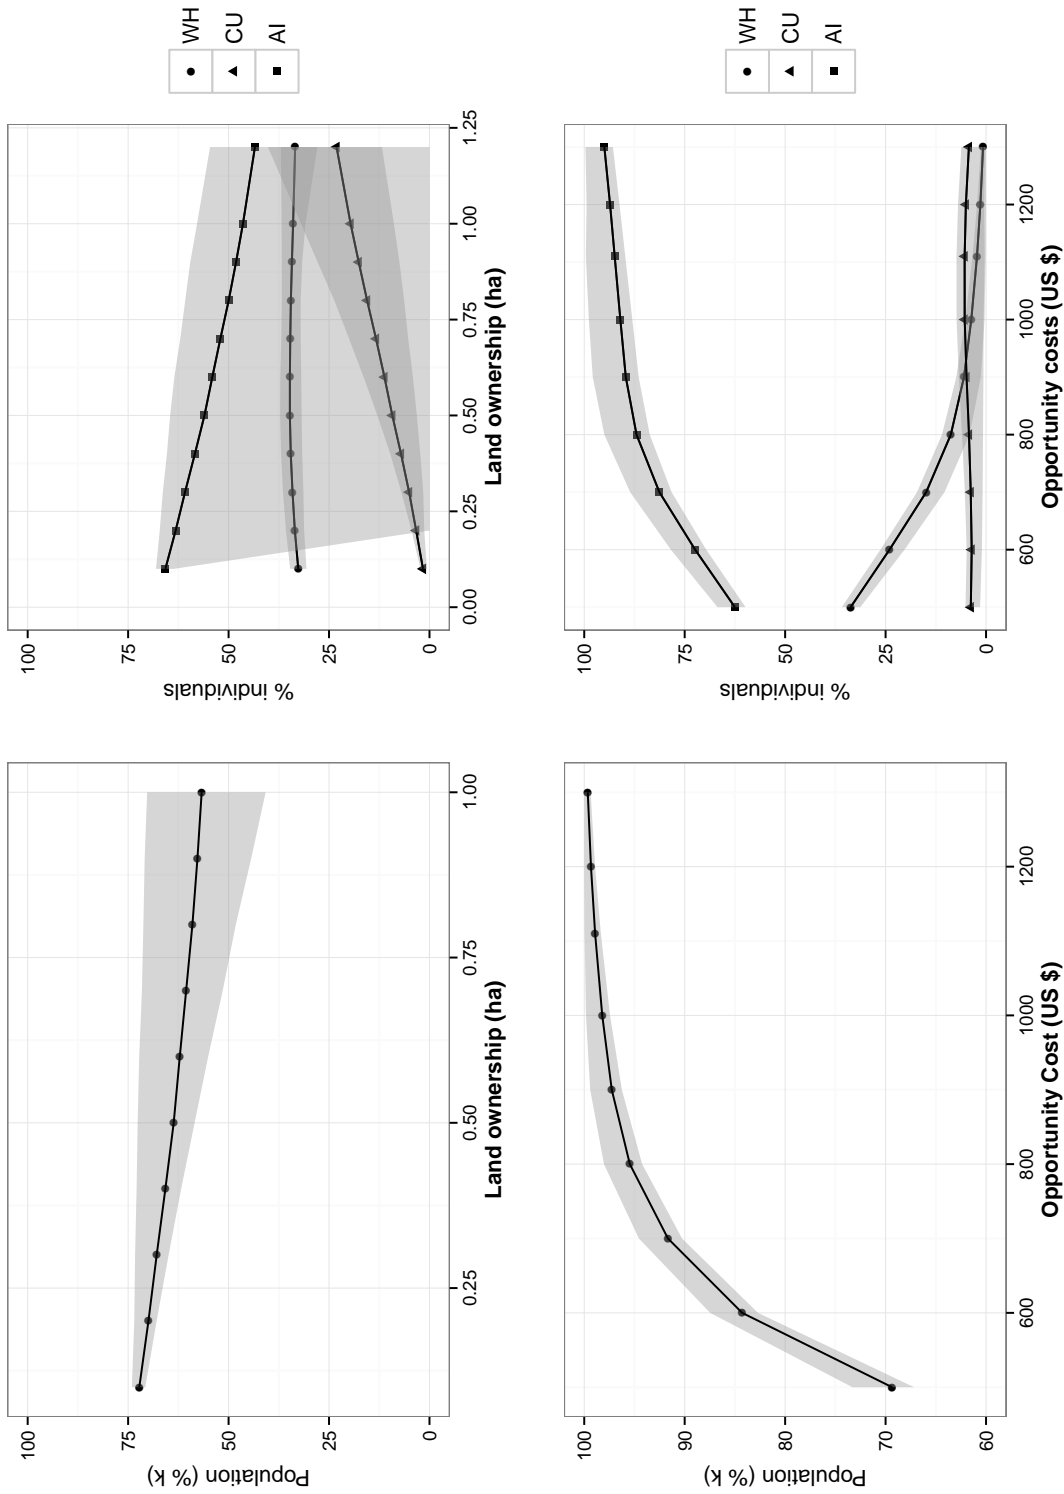 Population (% k)
100
75
50
25
0
0.25
0.50
0.75
1.00
Land ownership (ha)
% individuals
100
75
50
25
0
0.00
0.25
0.50
0.75
1.00
1.25
Land ownership (ha)
WH
CU
AI
Population (% k)
100
90
80
70
60
600
800
1000
1200
Opportunity Cost (US $)
% individuals
100
75
50
25
0
600
800
1000
1200
Opportunity costs (US $)
WH
CU
AI